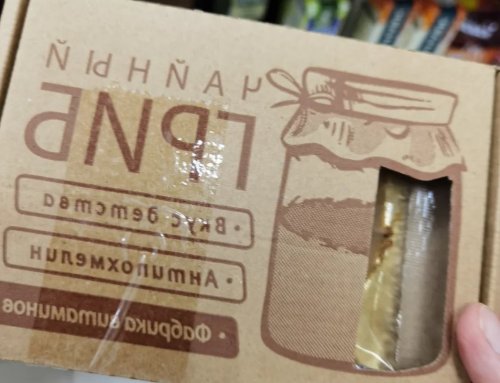 ЧАЙНЫЙ
ГРИБ
• Вкус детства
• Антипохмелин
• Фабрика витаминов